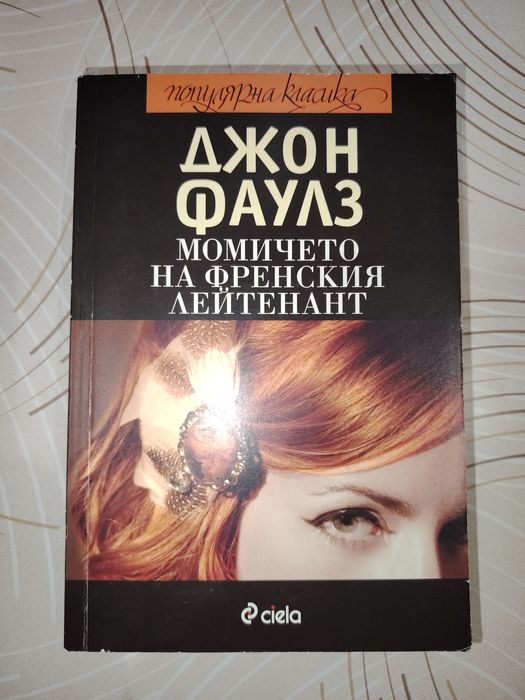 популярна класика
ДЖОН
ФАУЛЗ
МОМИЧЕТО
НА ФРЕНСКИЯ
ЛЕЙТЕНАНТ
ciela